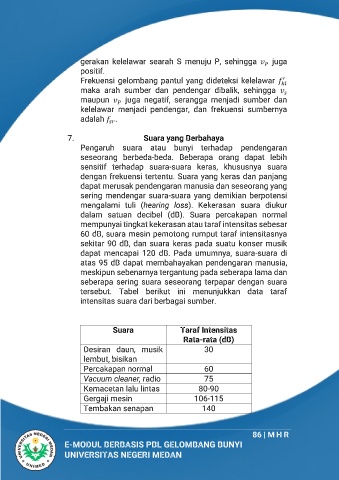 gerakan kelelawar searah S menuju P, sehingga v_P juga
positif.
Frekuensi gelombang pantul yang dideteksi kelelawar f'_kl
maka arah sumber dan pendengar dibalik, sehingga v_s
maupun v_P juga negatif, serangga menjadi sumber dan
kelelawar menjadi pendengar, dan frekuensi sumbernya
adalah f_sr.
7. Suara yang Berbahaya
Pengaruh suara atau bunyi terhadap pendengaran
seseorang berbeda-beda. Beberapa orang dapat lebih
sensitif terhadap suara-suara keras, khususnya suara
dengan frekuensi tertentu. Suara yang keras dan panjang
dapat merusak pendengaran manusia dan seseorang yang
sering mendengar suara-suara yang demikian berpotensi
mengalami tuli (hearing loss). Kekerasan suara diukur
dalam satuan decibel (dB). Suara percakapan normal
mempunyai tingkat kekerasan atau taraf intensitas sebesar
60 dB, suara mesin pemotong rumput taraf intensitasnya
sekitar 90 dB, dan suara keras pada suatu konser musik
dapat mencapai 120 dB. Pada umumnya, suara-suara di
atas 95 dB dapat membahayakan pendengaran manusia,
meskipun sebenarnya tergantung pada seberapa lama dan
seberapa sering suara seseorang terpapar dengan suara
tersebut. Tabel berikut ini menunjukkan data taraf
intensitas suara dari berbagai sumber.
Suara Taraf Intensitas
Rata-rata (dB)
Desiran daun, musik 30
lembut, bisikan
Percakapan normal 60
Vacuum cleaner, radio 75
Kemacetan lalu lintas 80-90
Gergaji mesin 106-115
Tembakan senapan 140
86 | M H R
E-MODUL BERBASIS PBL GELOMBANG BUNYI
UNIVERSITAS NEGERI MEDAN
UNIVERSITAS NEGERI MEDAN
UNIMED